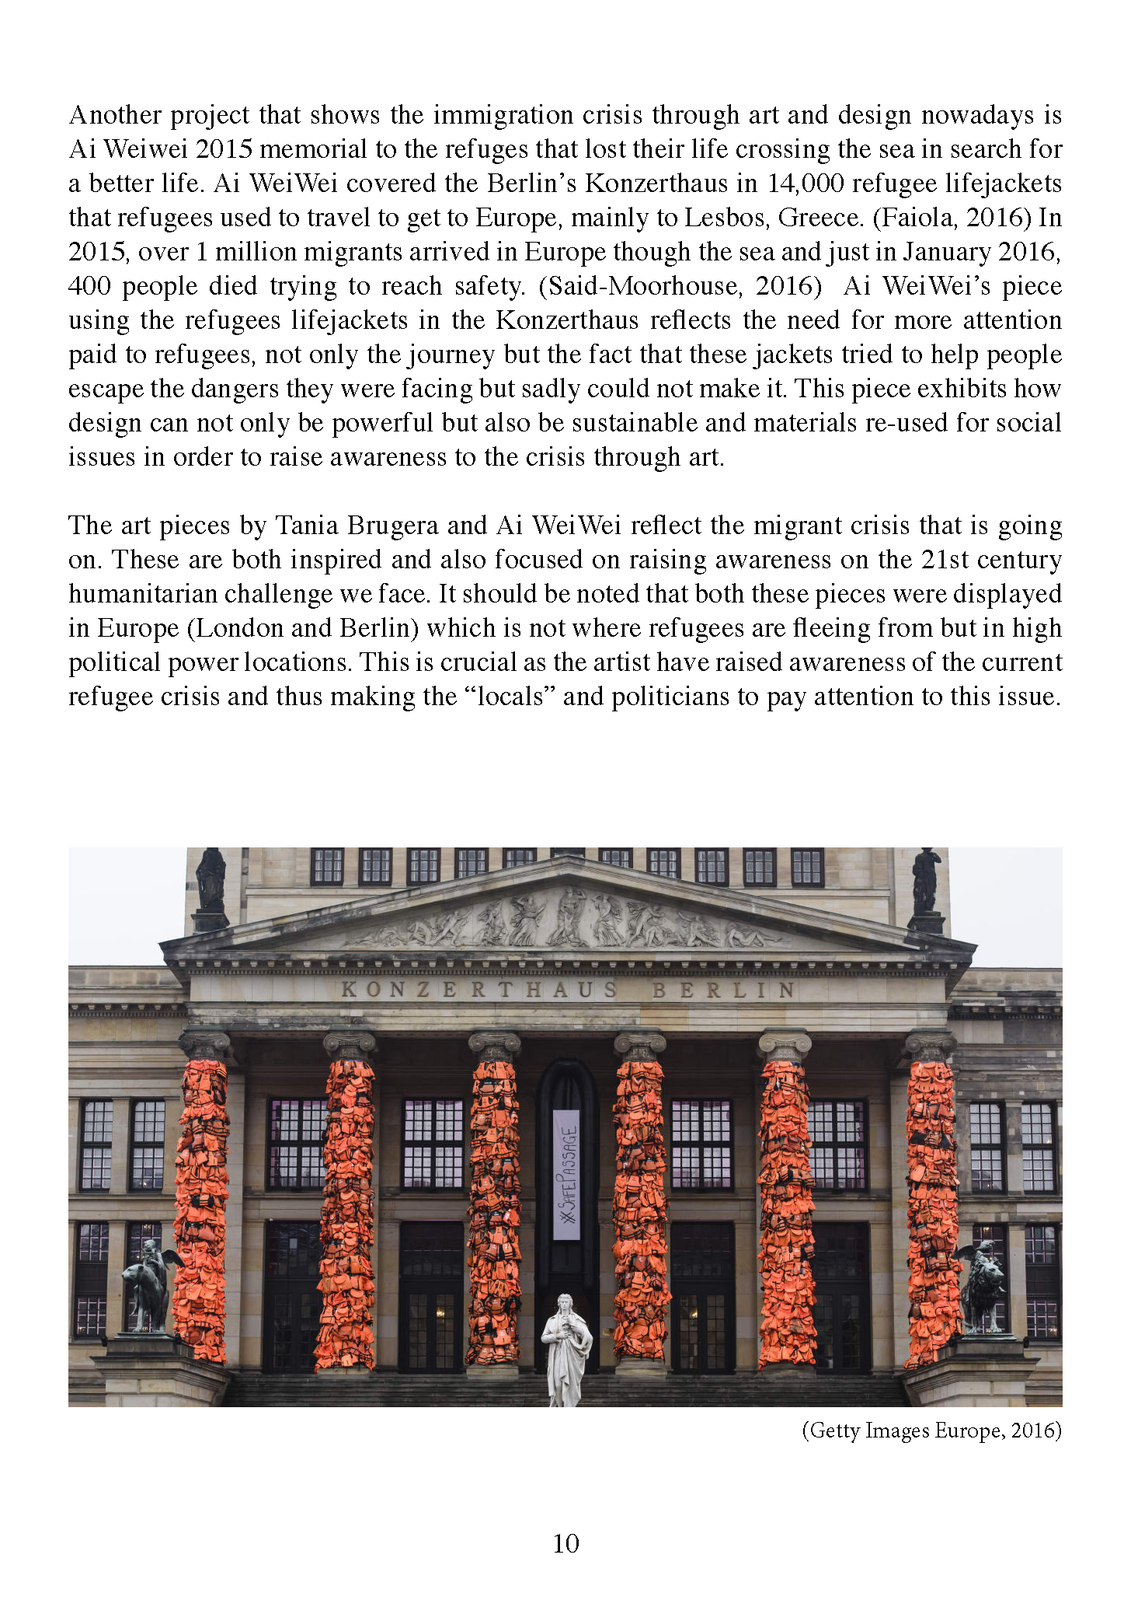 Another project that shows the immigration crisis through art and design nowadays is
Ai Weiwei 2015 memorial to the refuges that lost their life crossing the sea in search for
a better life. Ai WeiWei covered the Berlin’s Konzerthaus in 14,000 refugee lifejackets
that refugees used to travel to get to Europe, mainly to Lesbos, Greece. (Faiola, 2016) In
2015, over 1 million migrants arrived in Europe though the sea and just in January 2016,
400 people died trying to reach safety. (Said-Moorhouse, 2016)  Ai WeiWei’s piece
using the refugees lifejackets in the Konzerthaus reflects the need for more attention
paid to refugees, not only the journey but the fact that these jackets tried to help people
escape the dangers they were facing but sadly could not make it. This piece exhibits how
design can not only be powerful but also be sustainable and materials re-used for social
issues in order to raise awareness to the crisis through art.
The art pieces by Tania Brugera and Ai WeiWei reflect the migrant crisis that is going
on. These are both inspired and also focused on raising awareness on the 21st century
humanitarian challenge we face. It should be noted that both these pieces were displayed
in Europe (London and Berlin) which is not where refugees are fleeing from but in high
political power locations. This is crucial as the artist have raised awareness of the current
refugee crisis and thus making the “locals” and politicians to pay attention to this issue.
KONZERTHAUS BERLIN
#SAFEPASSAGE
(Getty Images Europe, 2016)
10